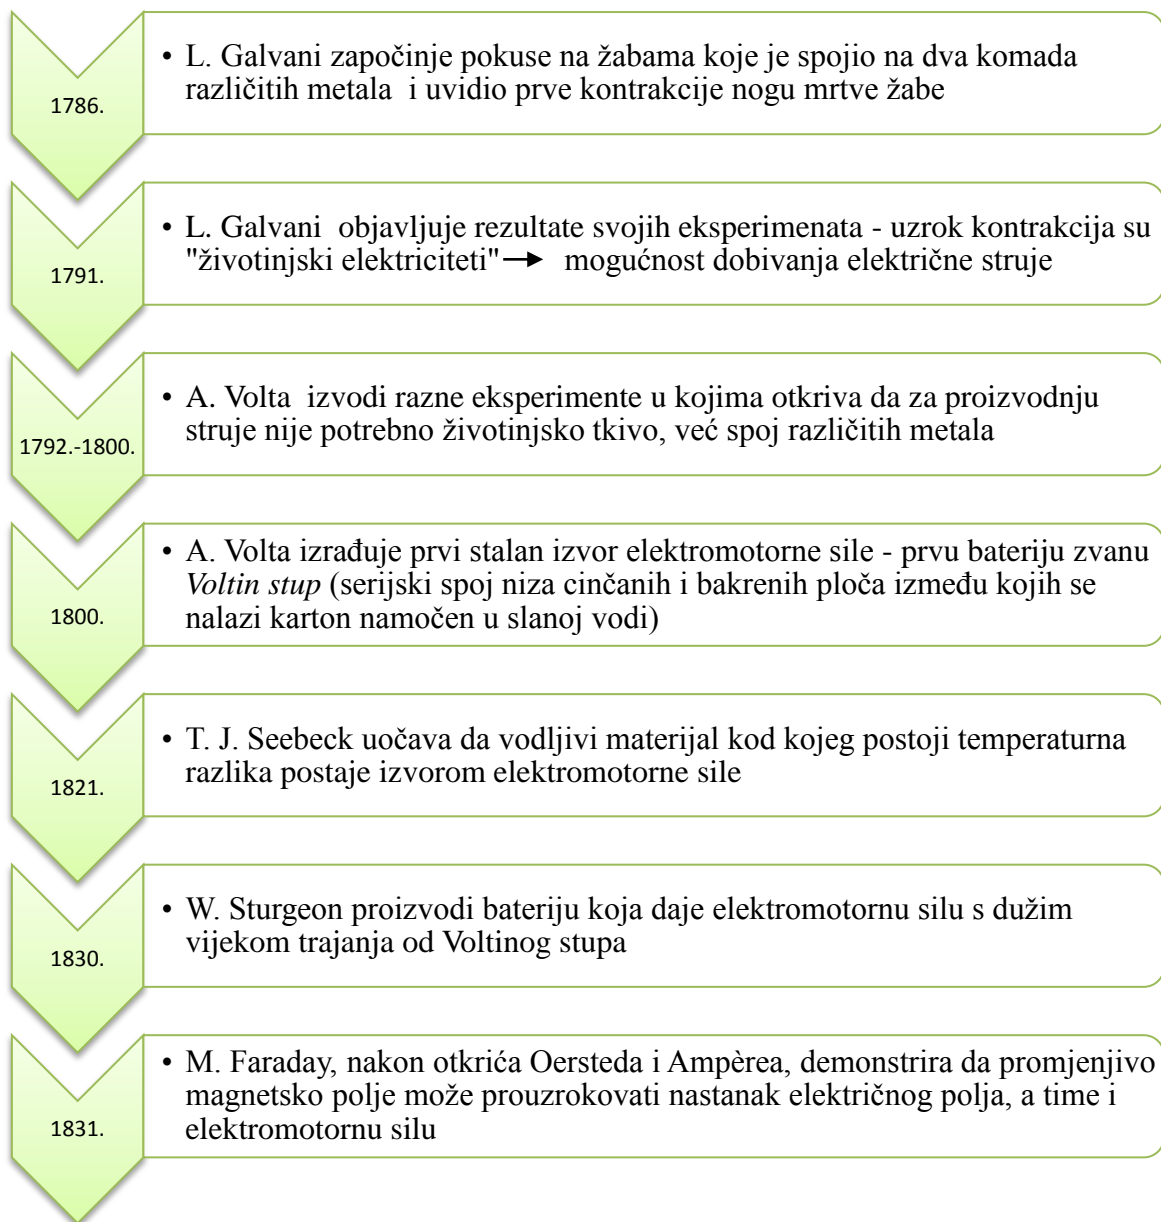 1786.
• L. Galvani započinje pokuse na žabama koje je spojio na dva komada
različitih metala  i uvidio prve kontrakcije nogu mrtve žabe
1791.
• L. Galvani  objavljuje rezultate svojih eksperimenata - uzrok kontrakcija su
"životinjski elektriciteti"→ mogućnost dobivanja električne struje
1792.-1800.
• A. Volta  izvodi razne eksperimente u kojima otkriva da za proizvodnju
struje nije potrebno životinjsko tkivo, već spoj različitih metala
1800.
• A. Volta izrađuje prvi stalan izvor elektromotorne sile - prvu bateriju zvanu
Voltin stup (serijski spoj niza cinčanih i bakrenih ploča između kojih se
nalazi karton namočen u slanoj vodi)
1821.
• T. J. Seebeck uočava da vodljivi materijal kod kojeg postoji temperaturna
razlika postaje izvorom elektromotorne sile
1830.
• W. Sturgeon proizvodi bateriju koja daje elektromotornu silu s dužim
vijekom trajanja od Voltinog stupa
1831.
• M. Faraday, nakon otkrića Oersteda i Ampèrea, demonstrira da promjenjivo
magnetsko polje može prouzrokovati nastanak električnog polja, a time i
elektromotornu silu